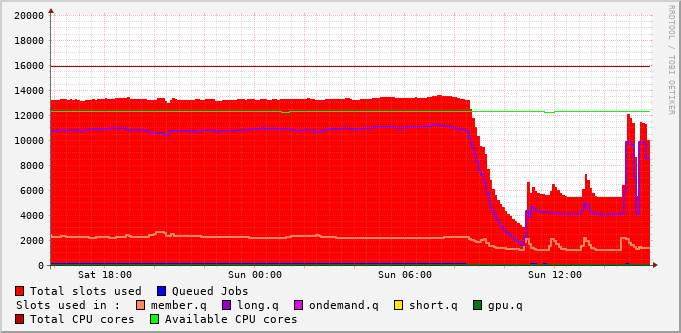 20000
18000
16000
14000
12000
10000
8000
6000
4000
2000
0
Sat 18:00 Sun 00:00 Sun 06:00 Sun 12:00
RRDTOOL / TOBI OETIKER
Total slots used Queued Jobs
Slots used in : member.q long.q ondemand.q short.q gpu.q
Total CPU cores Available CPU cores